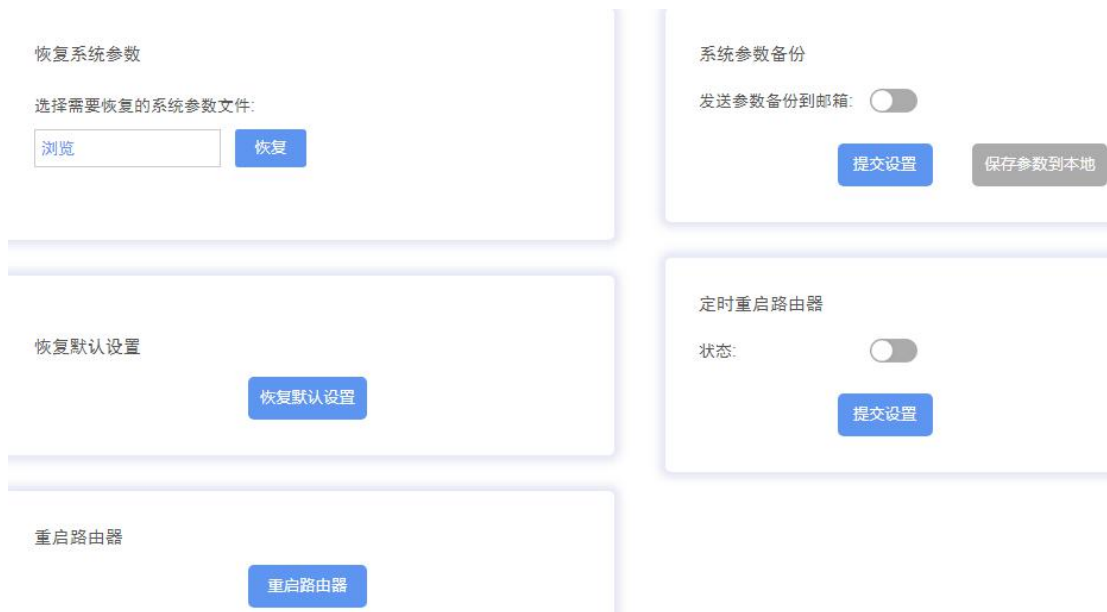 恢复系统参数
选择需要恢复的系统参数文件:
浏览
恢复
恢复默认设置
恢复默认设置
重启路由器
重启路由器
系统参数备份
发送参数备份到邮箱:
提交设置
保存参数到本地
定时重启路由器
状态:
提交设置